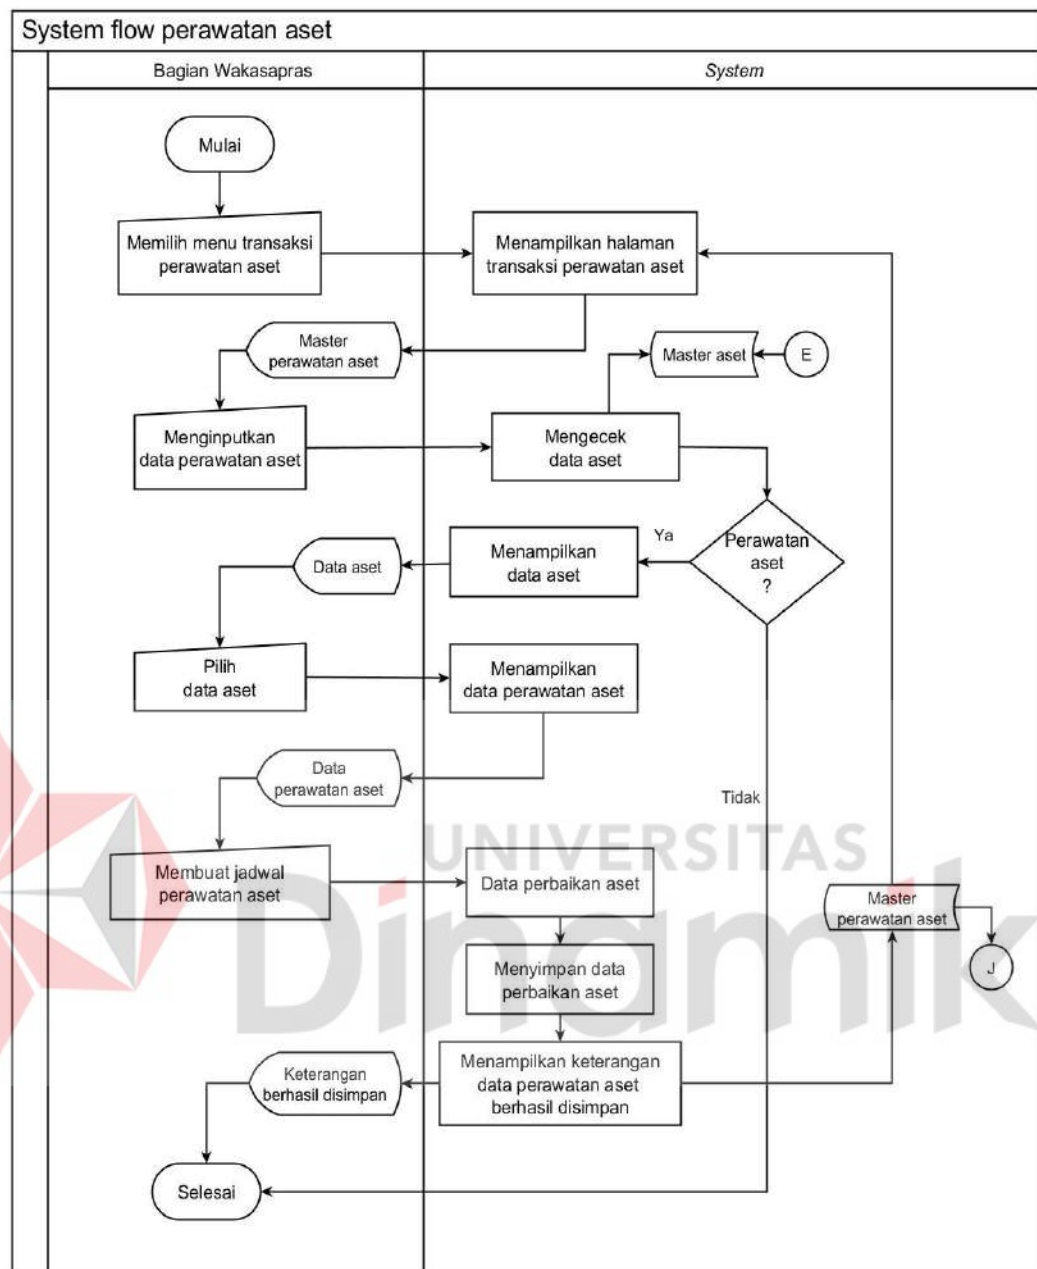 System flow perawatan aset
Bagian Wakasapras
System
Mulai
Memilih menu transaksi
perawatan aset
Menampilkan halaman
transaksi perawatan aset
Master
perawatan aset
Master aset
E
Menginputkan
data perawatan aset
Mengecek
data aset
Perawatan
aset
?
Ya
Menampilkan
data aset
Data aset
Pilih
data aset
Menampilkan
data perawatan aset
Data
perawatan aset
Tidak
UNIVERSITAS
Dinamik
Membuat jadwal
perawatan aset
Data perbaikan aset
Master
perawatan aset
J
Menyimpan data
perbaikan aset
Menampilkan keterangan
data perawatan aset
berhasil disimpan
Keterangan
berhasil disimpan
Selesai